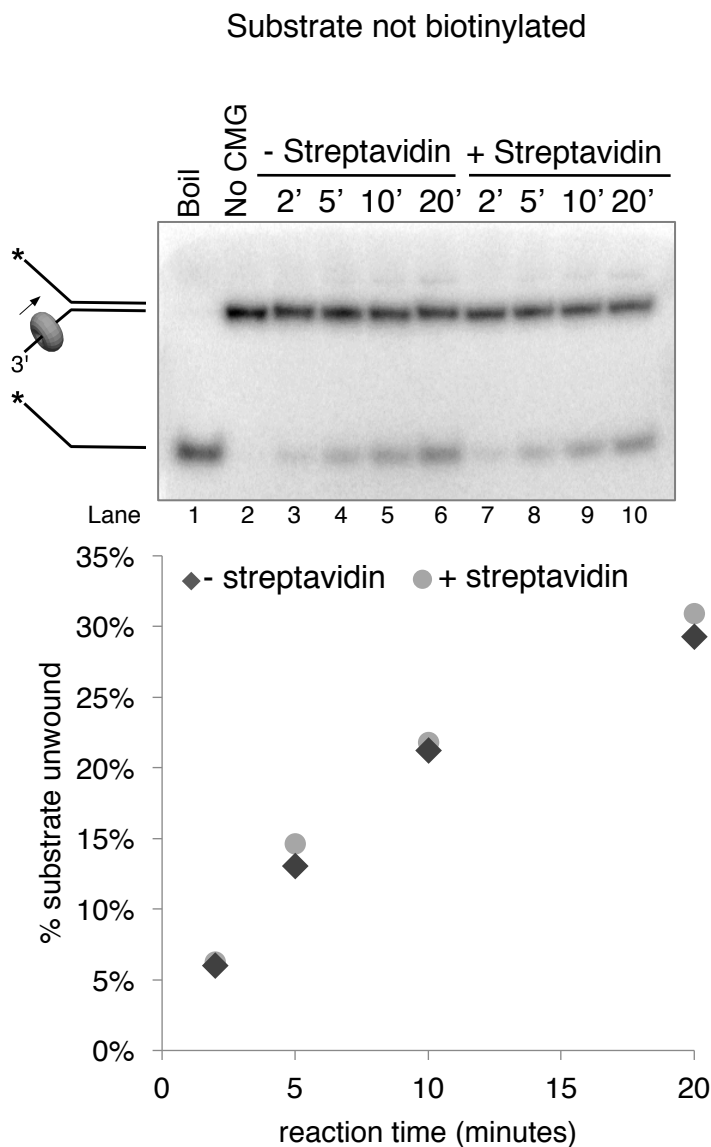 Substrate not biotinylated
Boil
No CMG
- Streptavidin + Streptavidin
2’ 5’ 10’ 20’ 2’ 5’ 10’ 20’
*
3'
*
Lane 1 2 3 4 5 6 7 8 9 10
35%
- streptavidin + streptavidin
30%
25%
20%
15%
10%
5%
0%
% substrate unwound
0 5 10 15 20
reaction time (minutes)